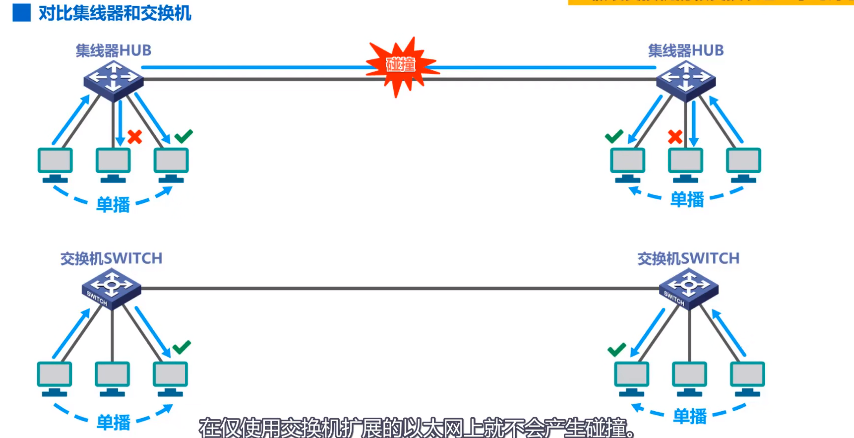 对比集线器和交换机
集线器HUB
集线器HUB
碰撞
单播
单播
交换机SWITCH
交换机SWITCH
SWITCH
SWITCH
单播
单播
在仅使用交换机扩展的以太网上就不会产生碰撞。